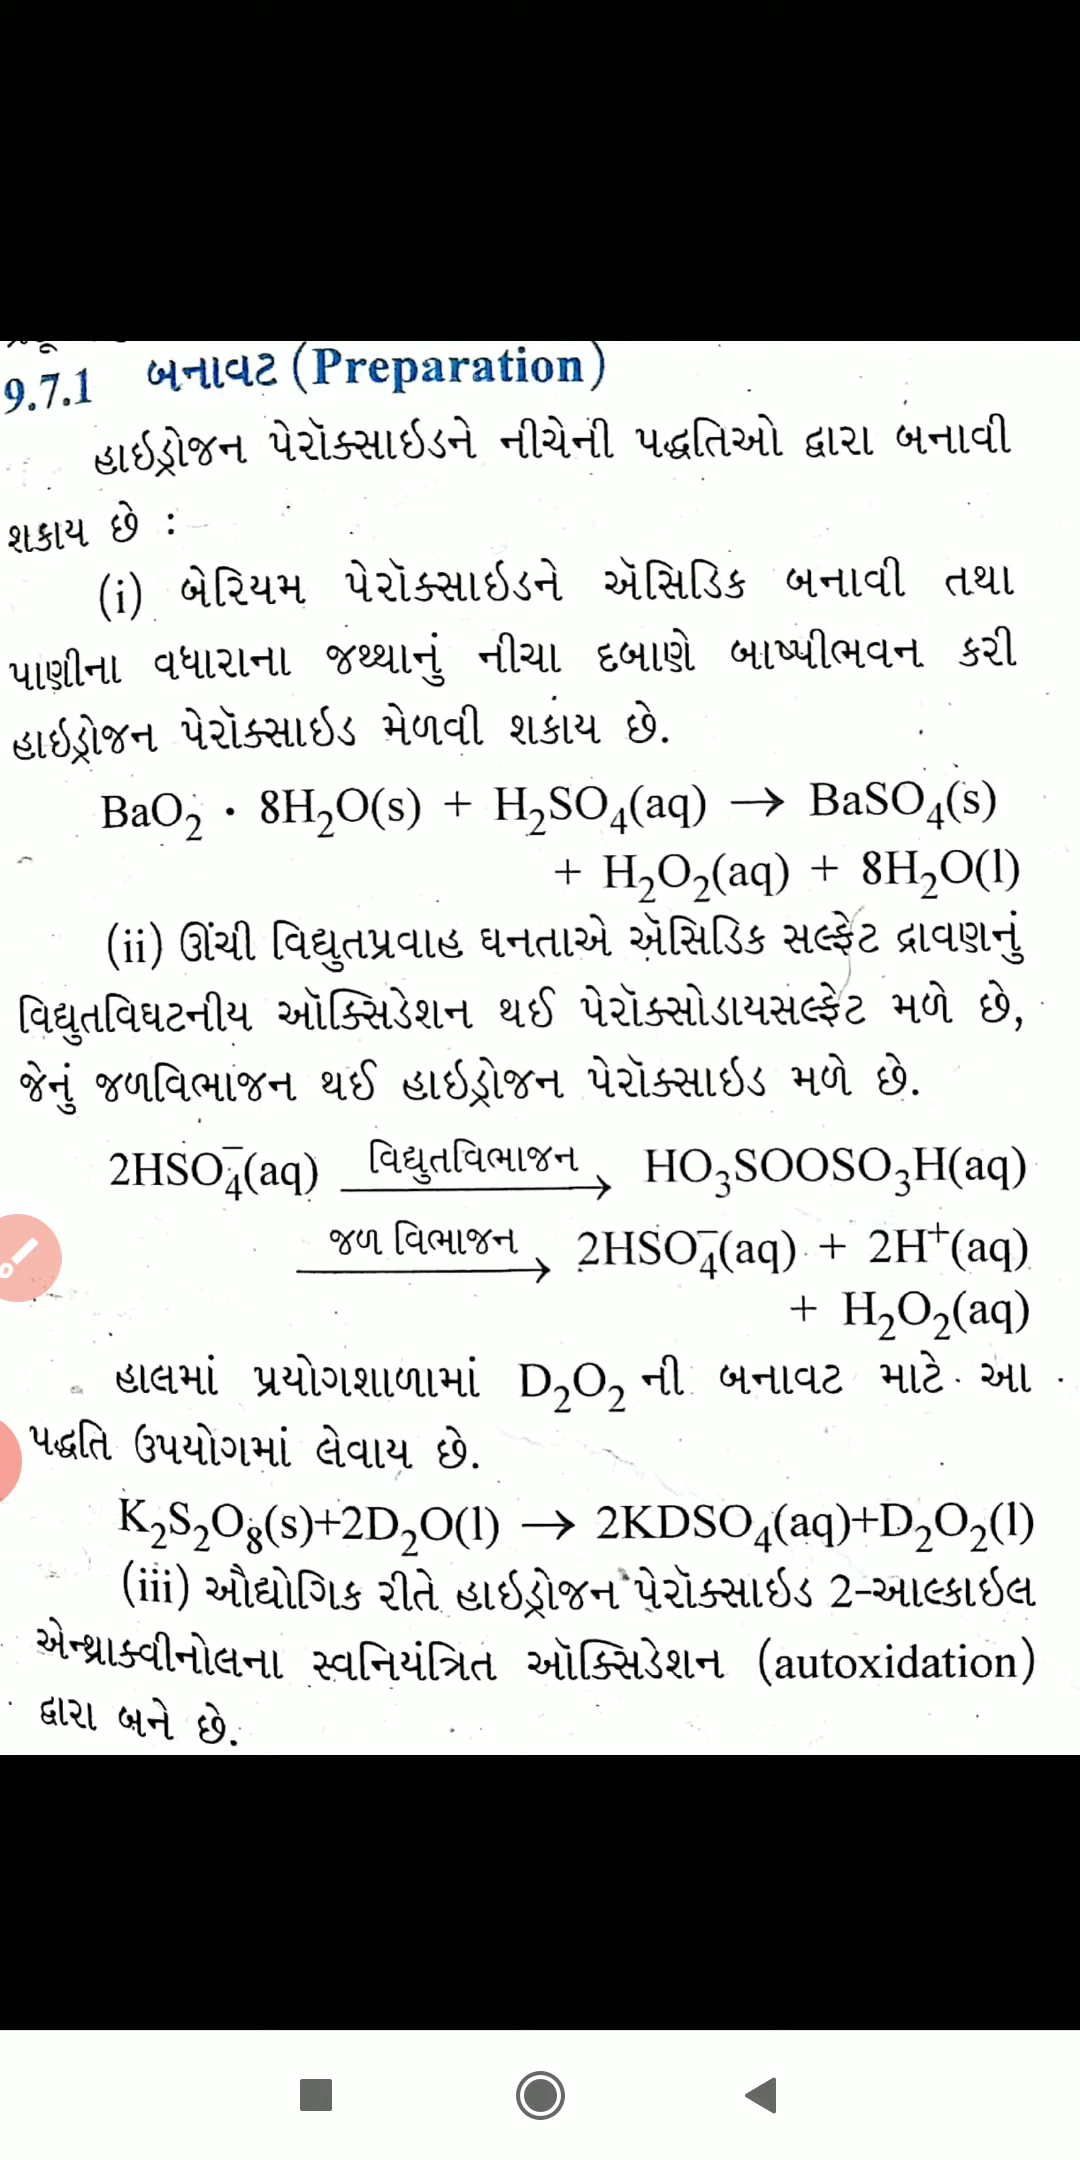 9.7.1 બનાવટ (Preparation)
હાઇડ્રોજન પેરૉક્સાઇડને નીચેની પદ્ધતિઓ દ્વારા બનાવી
શકાય છે :
(i) બેરિયમ પેરૉક્સાઇડને ઍસિડિક બનાવી તથા
પાણીના વધારાના જથ્થાનું નીચા દબાણે બાષ્પીભવન કરી
હાઇડ્રોજન પેરૉક્સાઇડ મેળવી શકાય છે.
BaO₂ · 8H₂O(s) + H₂SO₄(aq) → BaSO₄(s)
+ H₂O₂(aq) + 8H₂O(l)
(ii) ઊંચી વિદ્યુતપ્રવાહ ઘનતાએ ઍસિડિક સલ્ફેટ દ્રાવણનું
વિદ્યુતવિઘટનીય ઑક્સિડેશન થઈ પેરૉક્સોડાયસલ્ફેટ મળે છે,
જેનું જળવિભાજન થઈ હાઇડ્રોજન પેરૉક્સાઇડ મળે છે.
2HSO₄⁻(aq) વિદ્યુતવિભાજન → HO₃SOOSO₃H(aq)
જળ વિભાજન → 2HSO₄⁻(aq) + 2H⁺(aq)
+ H₂O₂(aq)
હાલમાં પ્રયોગશાળામાં D₂O₂ ની બનાવટ માટે આ
પદ્ધતિ ઉપયોગમાં લેવાય છે.
K₂S₂O₈(s)+2D₂O(l) → 2KDSO₄(aq)+D₂O₂(l)
(iii) ઔદ્યોગિક રીતે હાઇડ્રોજન પેરૉક્સાઇડ 2-આલ્કાઇલ
એન્થ્રાક્વીનોલના સ્વનિયંત્રિત ઑક્સિડેશન (autoxidation)
દ્વારા બને છે.